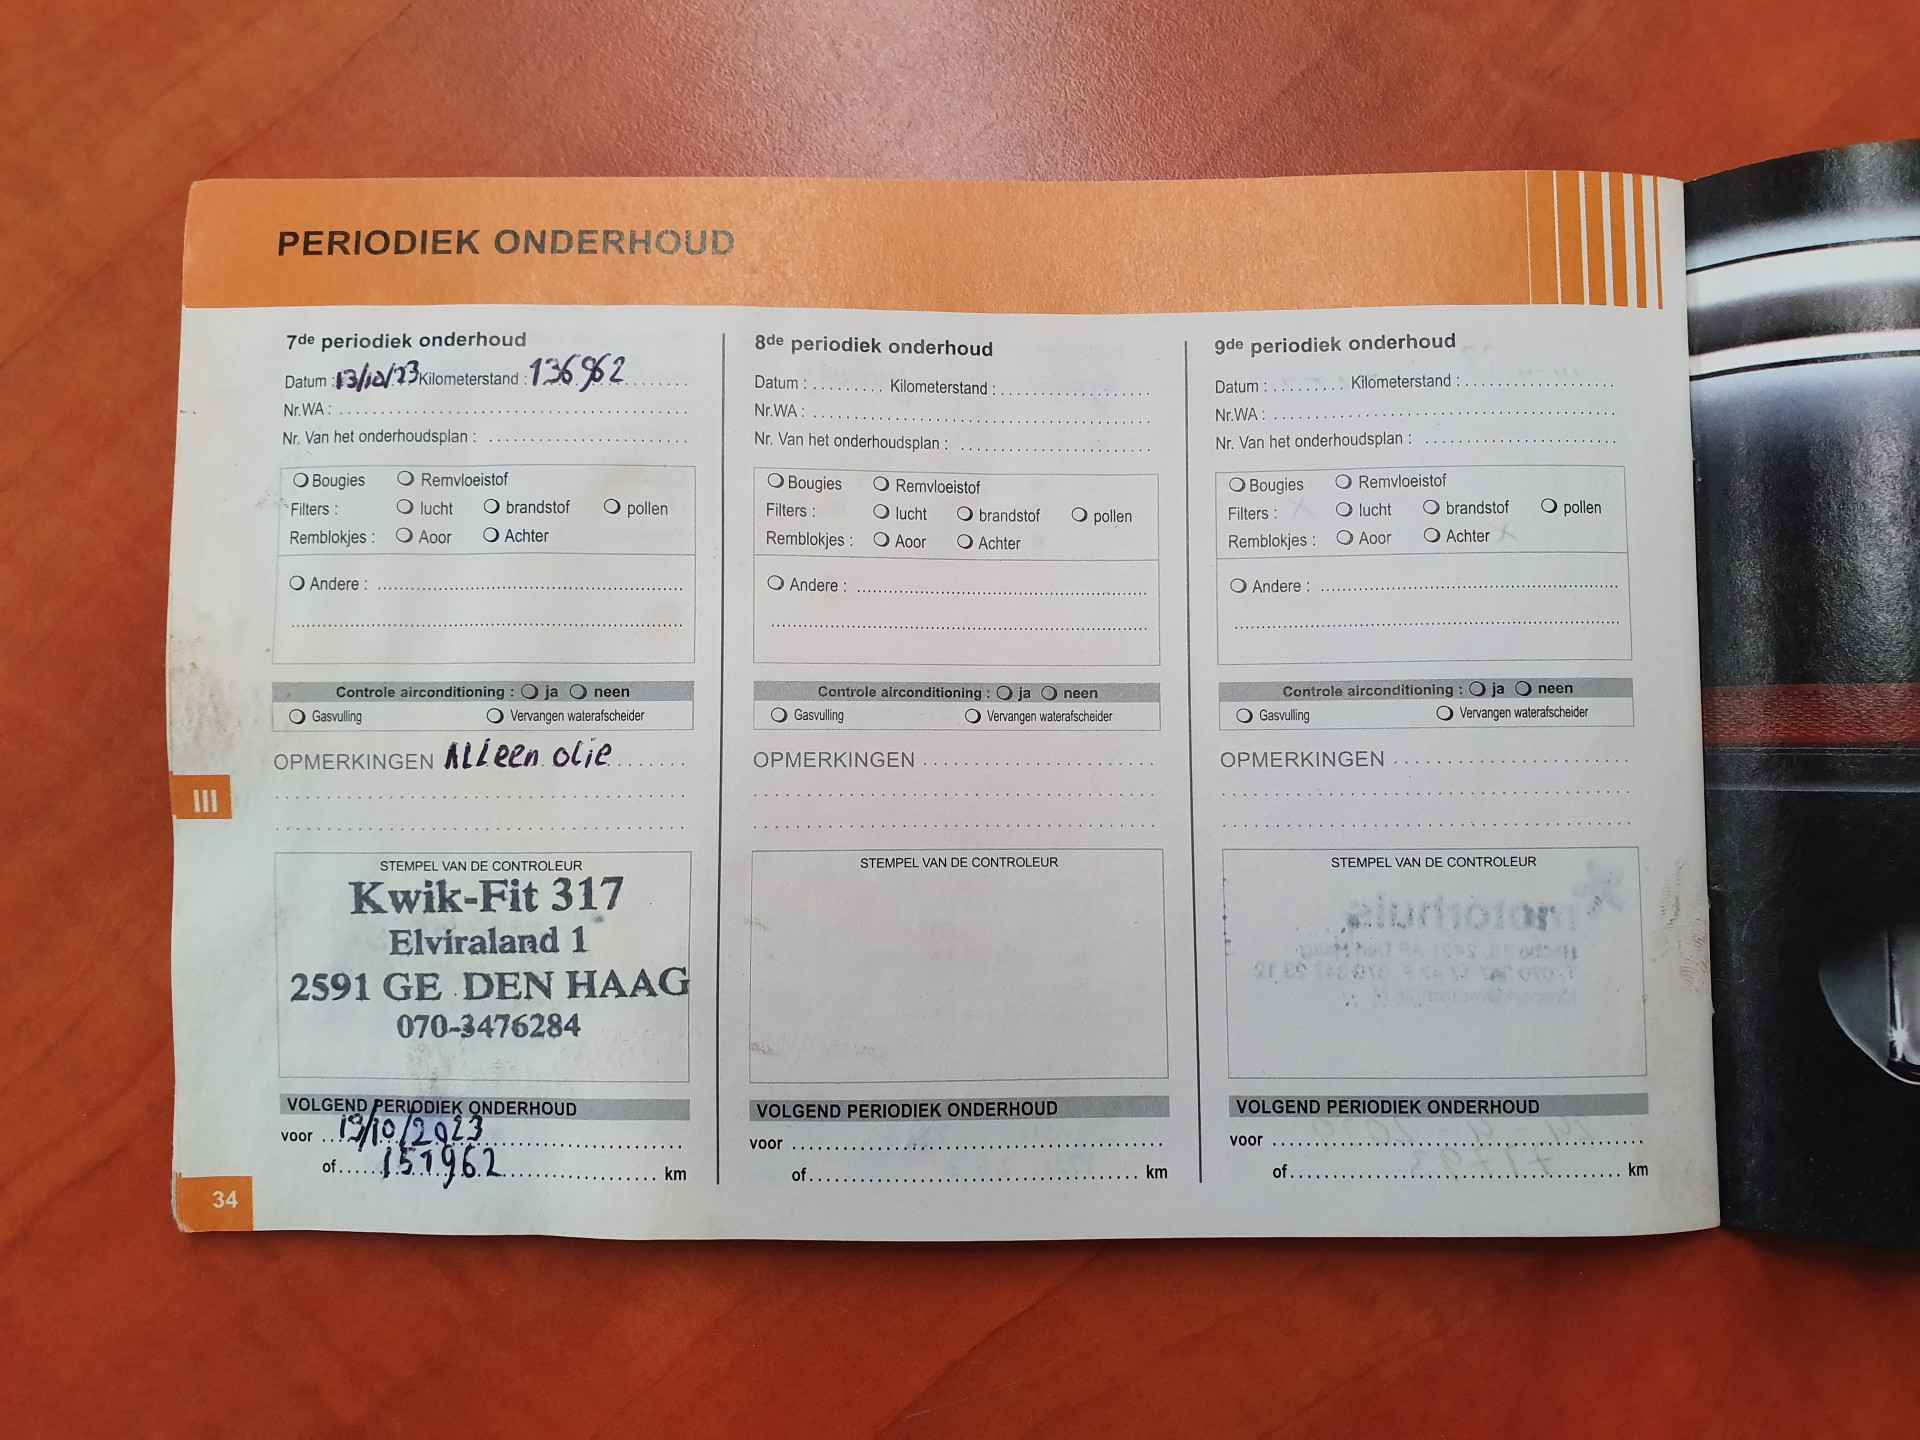 PERIODIEK ONDERHOUD
7de periodiek onderhoud
Datum : 13/10/23 Kilometerstand : 136962
Nr.WA :
Nr. Van het onderhoudsplan :
Bougies Remvloeistof
Filters : lucht brandstof pollen
Remblokjes : Aoor Achter
Andere :
Controle airconditioning : ja neen
Gasvulling Vervangen waterafscheider
OPMERKINGEN ALLeen olie
STEMPEL VAN DE CONTROLEUR
Kwik-Fit 317
Elviraland 1
2591 GE DEN HAAG
070-3476284
VOLGEND PERIODIEK ONDERHOUD
voor 13/10/2023
of 151962 km
8de periodiek onderhoud
Datum : Kilometerstand :
Nr.WA :
Nr. Van het onderhoudsplan :
Bougies Remvloeistof
Filters : lucht brandstof pollen
Remblokjes : Aoor Achter
Andere :
Controle airconditioning : ja neen
Gasvulling Vervangen waterafscheider
OPMERKINGEN
STEMPEL VAN DE CONTROLEUR
VOLGEND PERIODIEK ONDERHOUD
voor
of km
9de periodiek onderhoud
Datum : Kilometerstand :
Nr.WA :
Nr. Van het onderhoudsplan :
Bougies Remvloeistof
Filters : lucht brandstof pollen
Remblokjes : Aoor Achter
Andere :
Controle airconditioning : ja neen
Gasvulling Vervangen waterafscheider
OPMERKINGEN
STEMPEL VAN DE CONTROLEUR
motorhuis
VOLGEND PERIODIEK ONDERHOUD
voor
of km
III
34